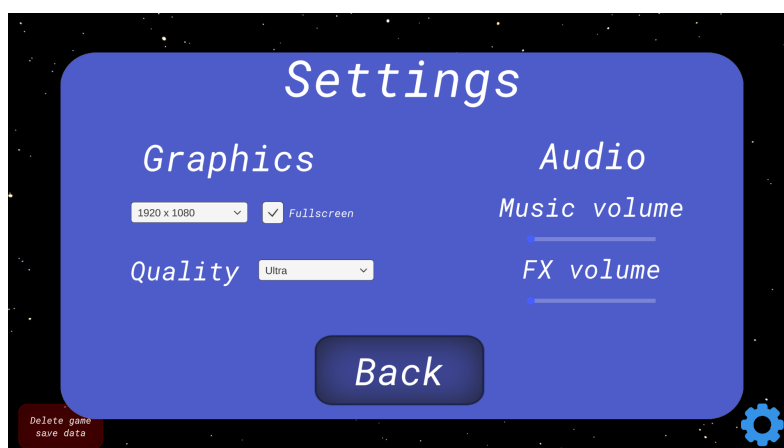 Settings
Graphics
Audio
1920 x 1080
Fullscreen
Music volume
Quality
Ultra
FX volume
Back
Delete game
save data